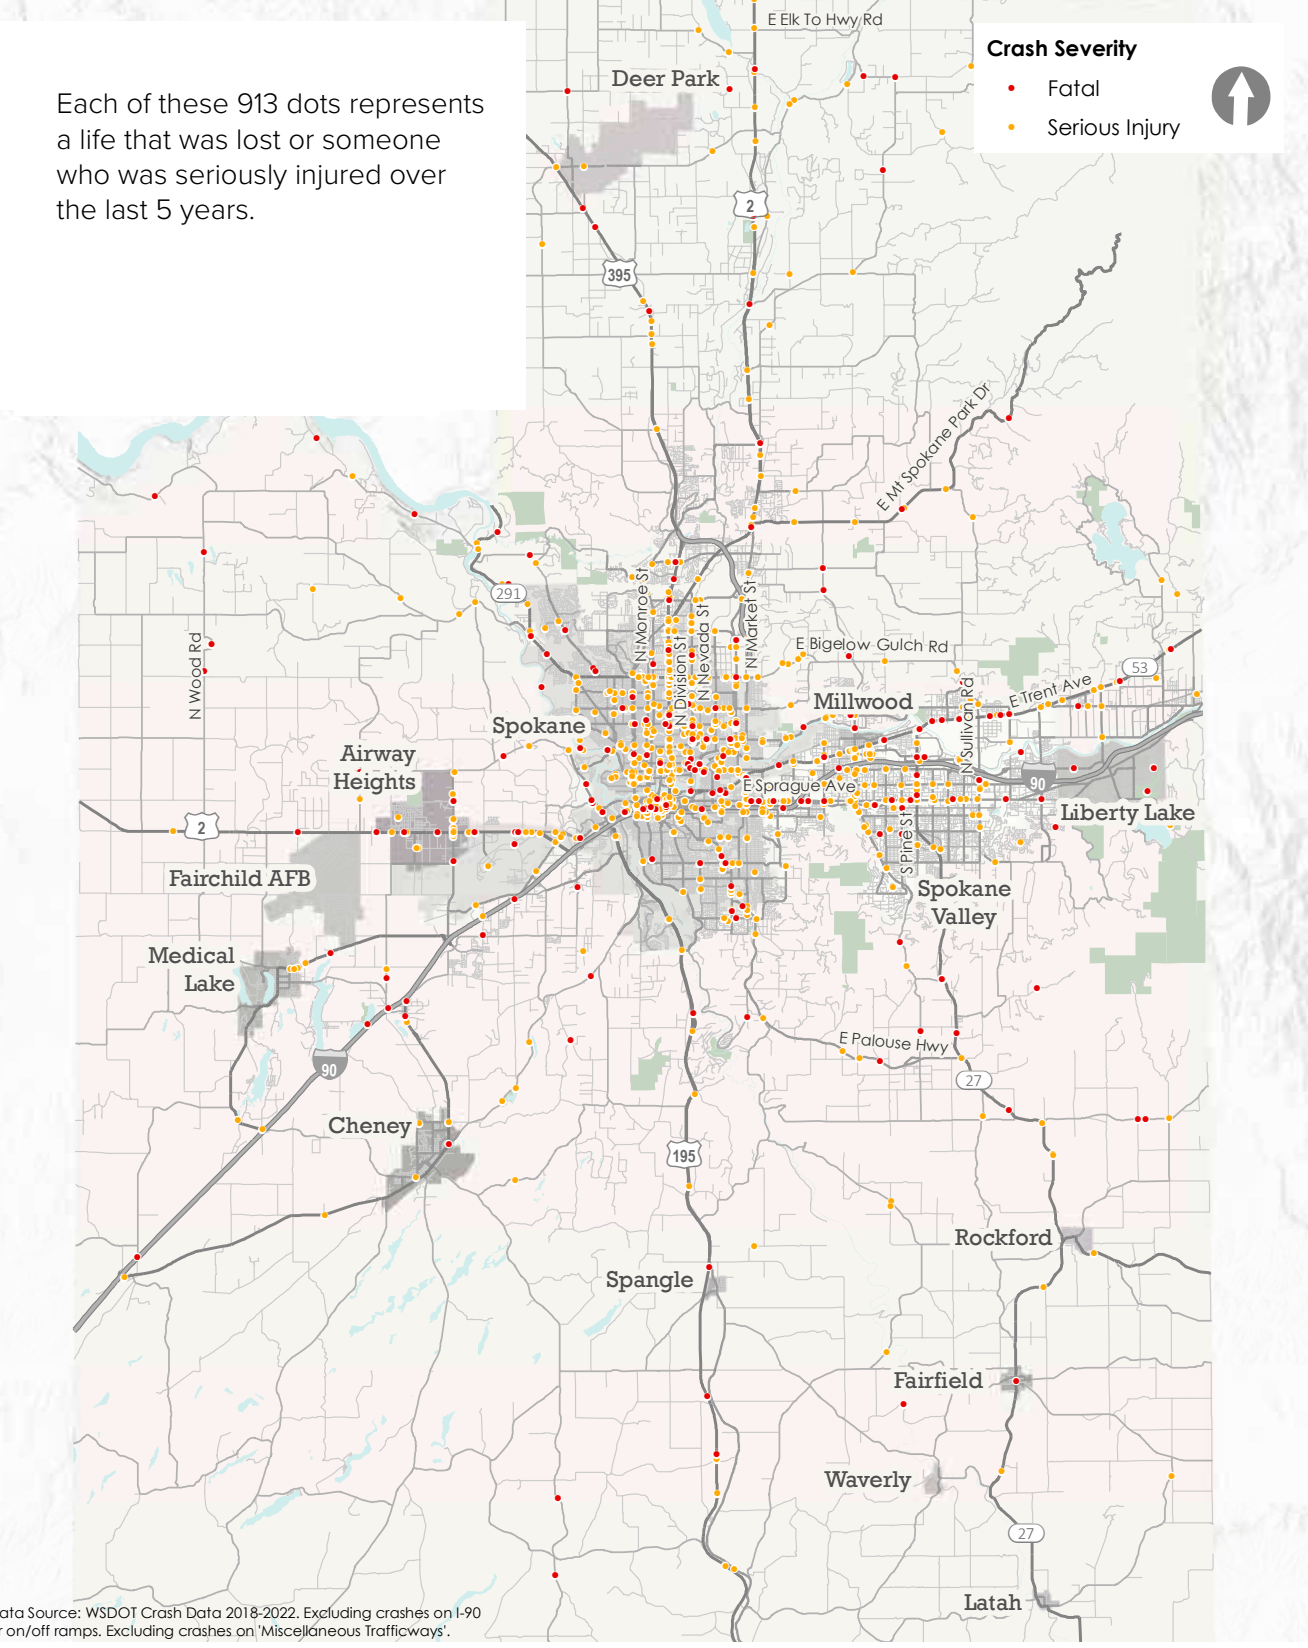 Each of these 913 dots represents
a life that was lost or someone
who was seriously injured over
the last 5 years.
Crash Severity
Fatal
Serious Injury
E Elk To Hwy Rd
Deer Park
2
395
E Mt Spokane Park Dr
291
N Monroe St
N Division St
N Nevada St
N Market St
E Bigelow Gulch Rd
N Wood Rd
53
E Trent Ave
Millwood
N Sullivan Rd
Spokane
Airway
Heights
E Sprague Ave
90
Liberty Lake
2
S Pine St
Fairchild AFB
Spokane
Valley
Medical
Lake
E Palouse Hwy
90
27
Cheney
195
Rockford
Spangle
Fairfield
Waverly
27
Latah
ata Source: WSDOT Crash Data 2018-2022. Excluding crashes on I-90
r on/off ramps. Excluding crashes on 'Miscellaneous Trafficways'.